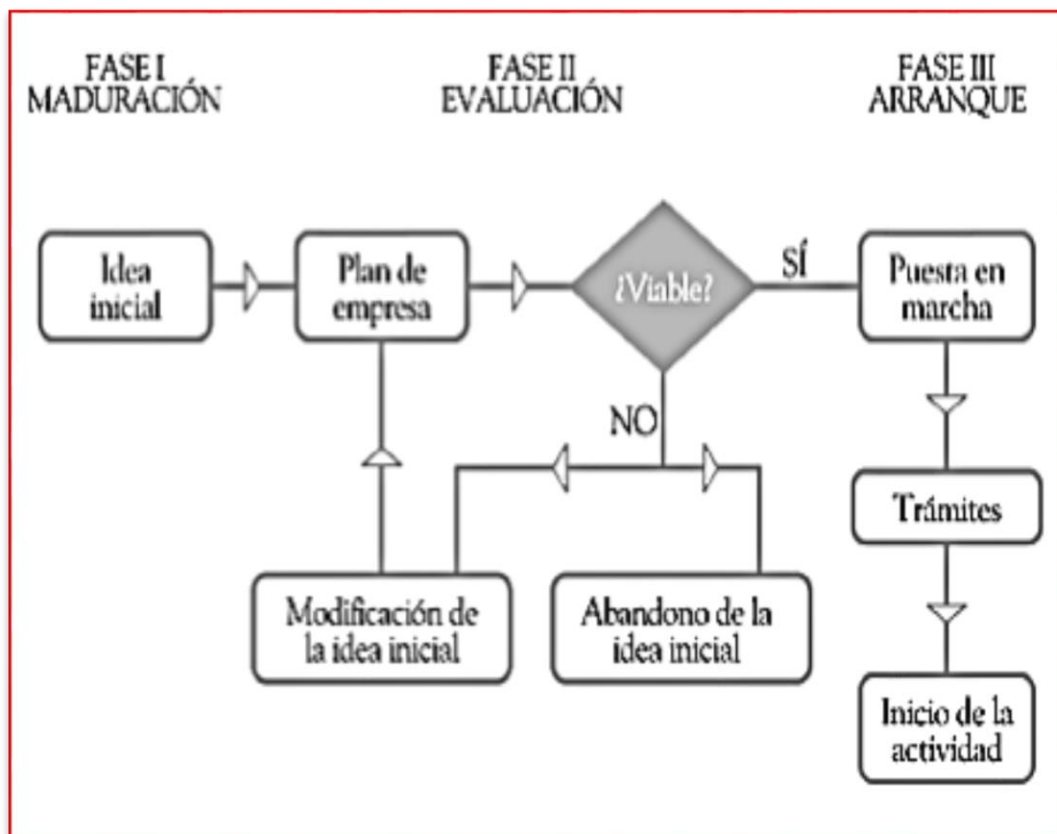 FASE I
MADURACIÓN
FASE II
EVALUACIÓN
FASE III
ARRANQUE
Idea
inicial
Plan de
empresa
¿Viable?
SÍ
Puesta en
marcha
NO
Trámites
Modificación de
la idea inicial
Abandono de la
idea inicial
Inicio de la
actividad